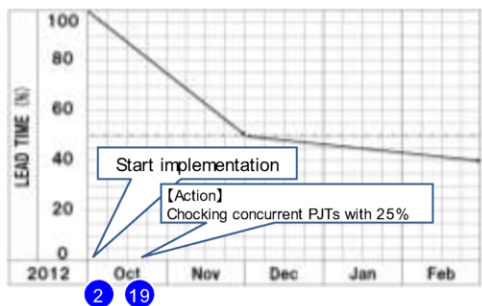 100
80
60
40
20
0
LEAD TIME (%)
Start implementation
【Action】
Chocking concurrent PJTs with 25%
2012 Oct Nov Dec Jan Feb
2 19